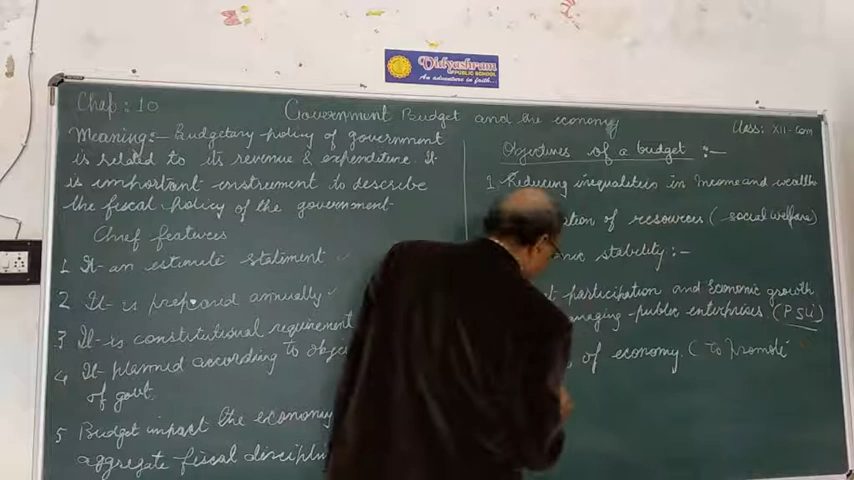 Vidyashram
PUBLIC SCHOOL
An adventure in faith.
Chap: 10 Government Budget and the economy Class: XII-com
Meaning:- Budgetary policy of government
is related to its revenue & expenditure. It
is important instrument to describe
the fiscal policy of the government
Chief features
1 It-an estimate statement
2 It is prepared annually
3 It-is constitutional requirement
4 It planned according to obje
of govt.
5 Budget impact the economy
aggregate fiscal disciplin
Objectives of a budget :-
1 Reducing inequalities in Income and wealth
ation of resources (social welfare)
mic stability:-
participation and Economic growth
aging public enterprises (PSU)
of economy. (To promote